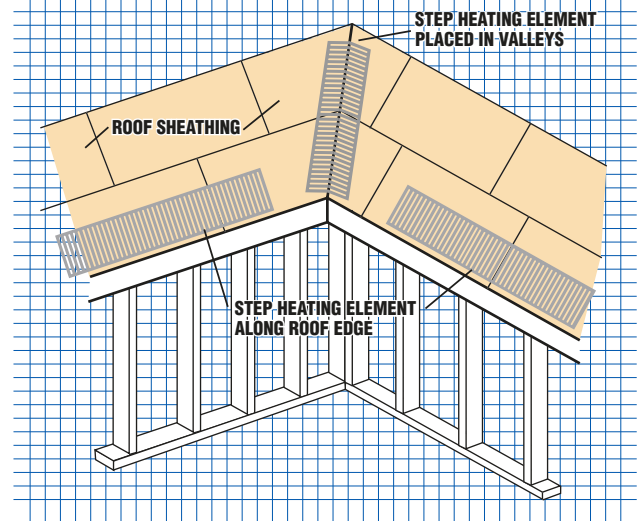 STEP HEATING ELEMENT
PLACED IN VALLEYS
ROOF SHEATHING
STEP HEATING ELEMENT
ALONG ROOF EDGE